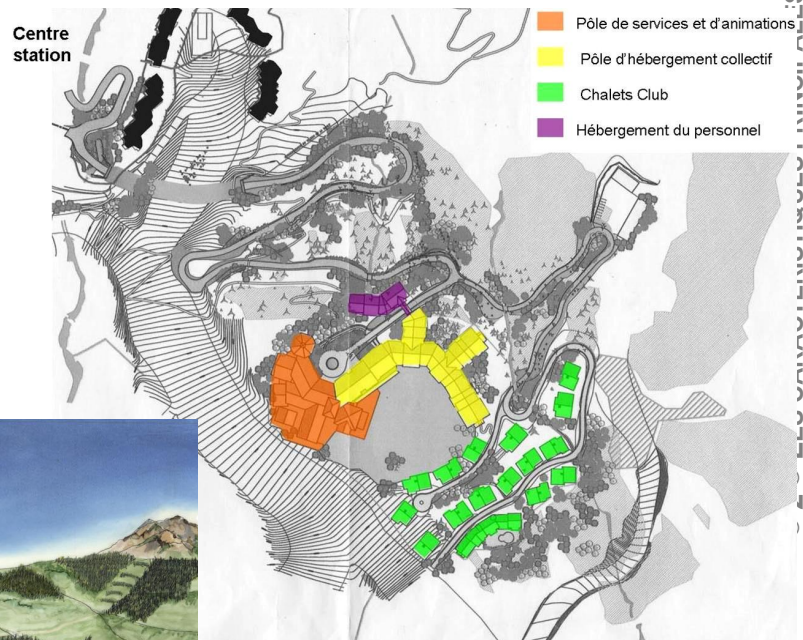 Centre
station
Pôle de services et d'animations
Pôle d'hébergement collectif
Chalets Club
Hébergement du personnel